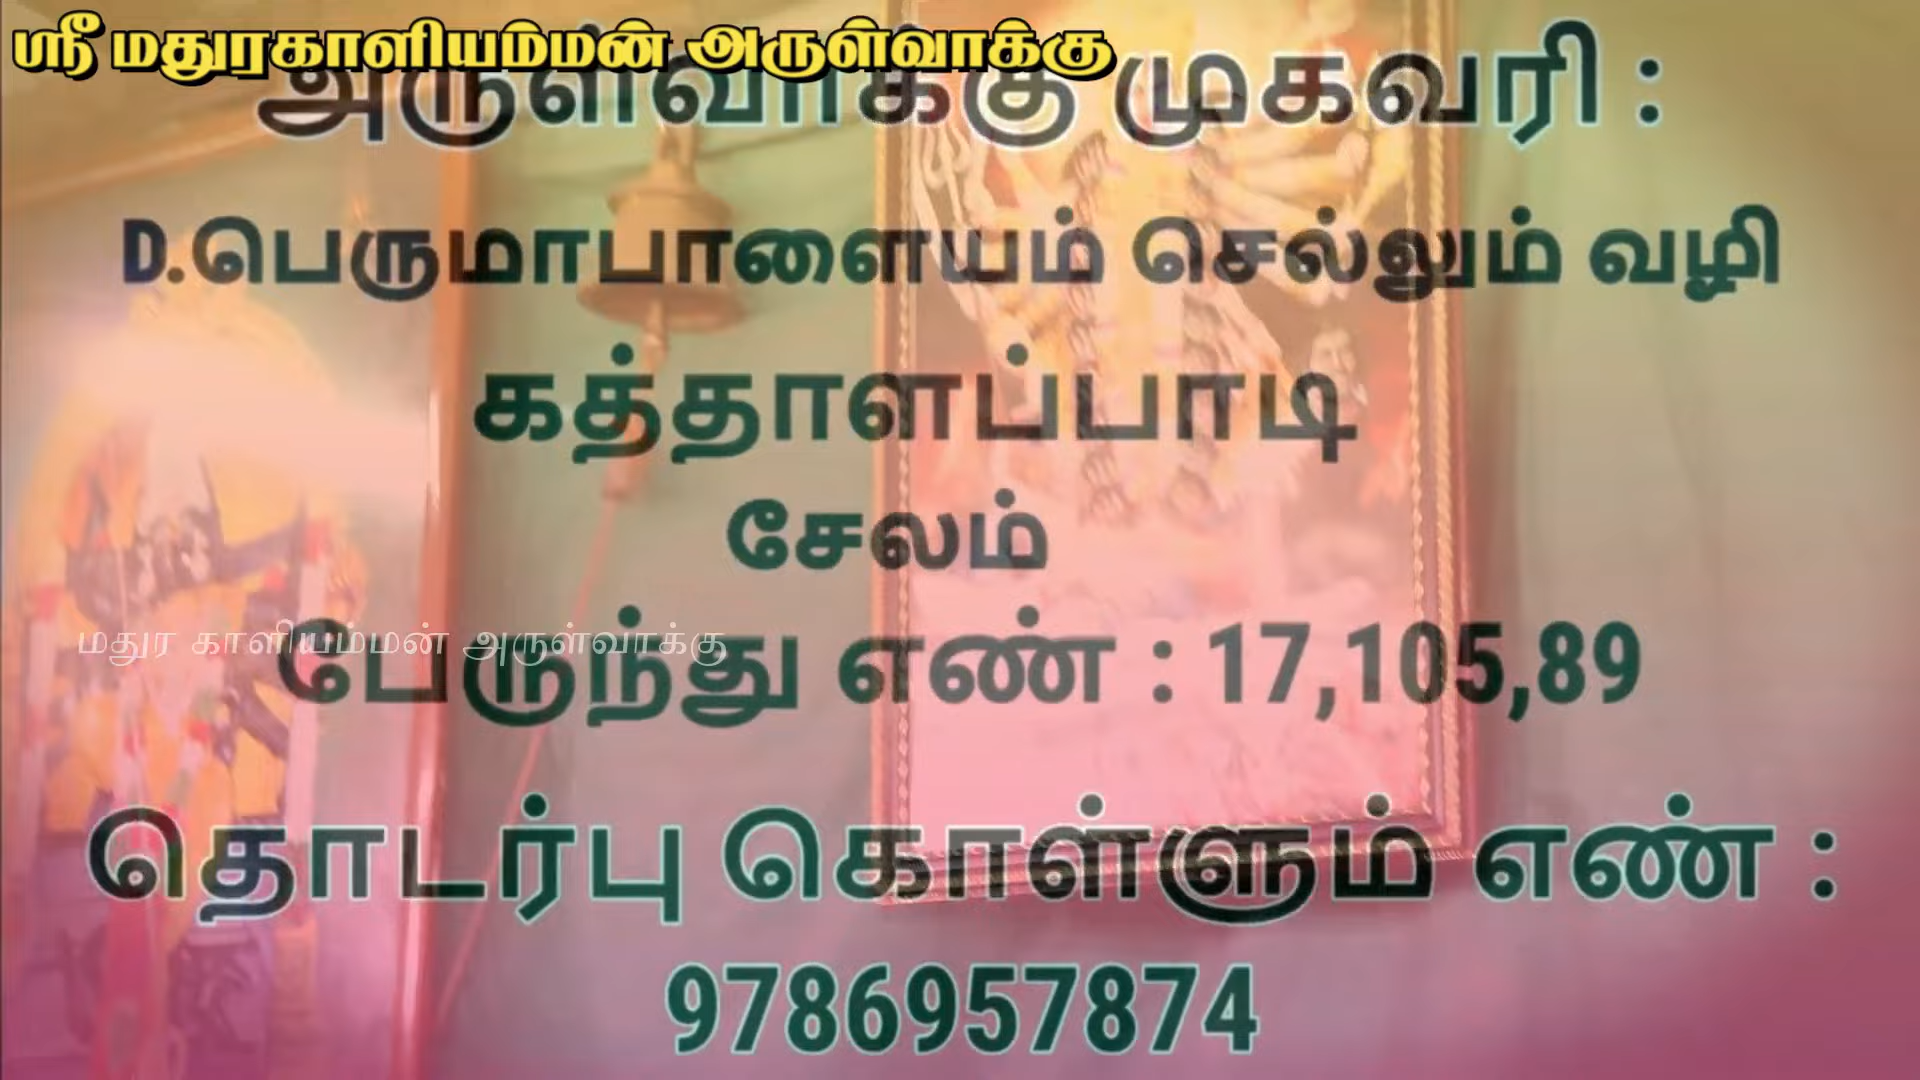 ஸ்ரீ மதுரகாளியம்மன் அருள்வாக்கு
அருள்வாக்கு முகவரி :
D.பெருமாபாளையம் செல்லும் வழி
கத்தாளப்பாடி
சேலம்
மதுர காளியம்மன் அருள்வாக்கு
பேருந்து எண் : 17,105,89
தொடர்பு கொள்ளும் எண் :
9786957874